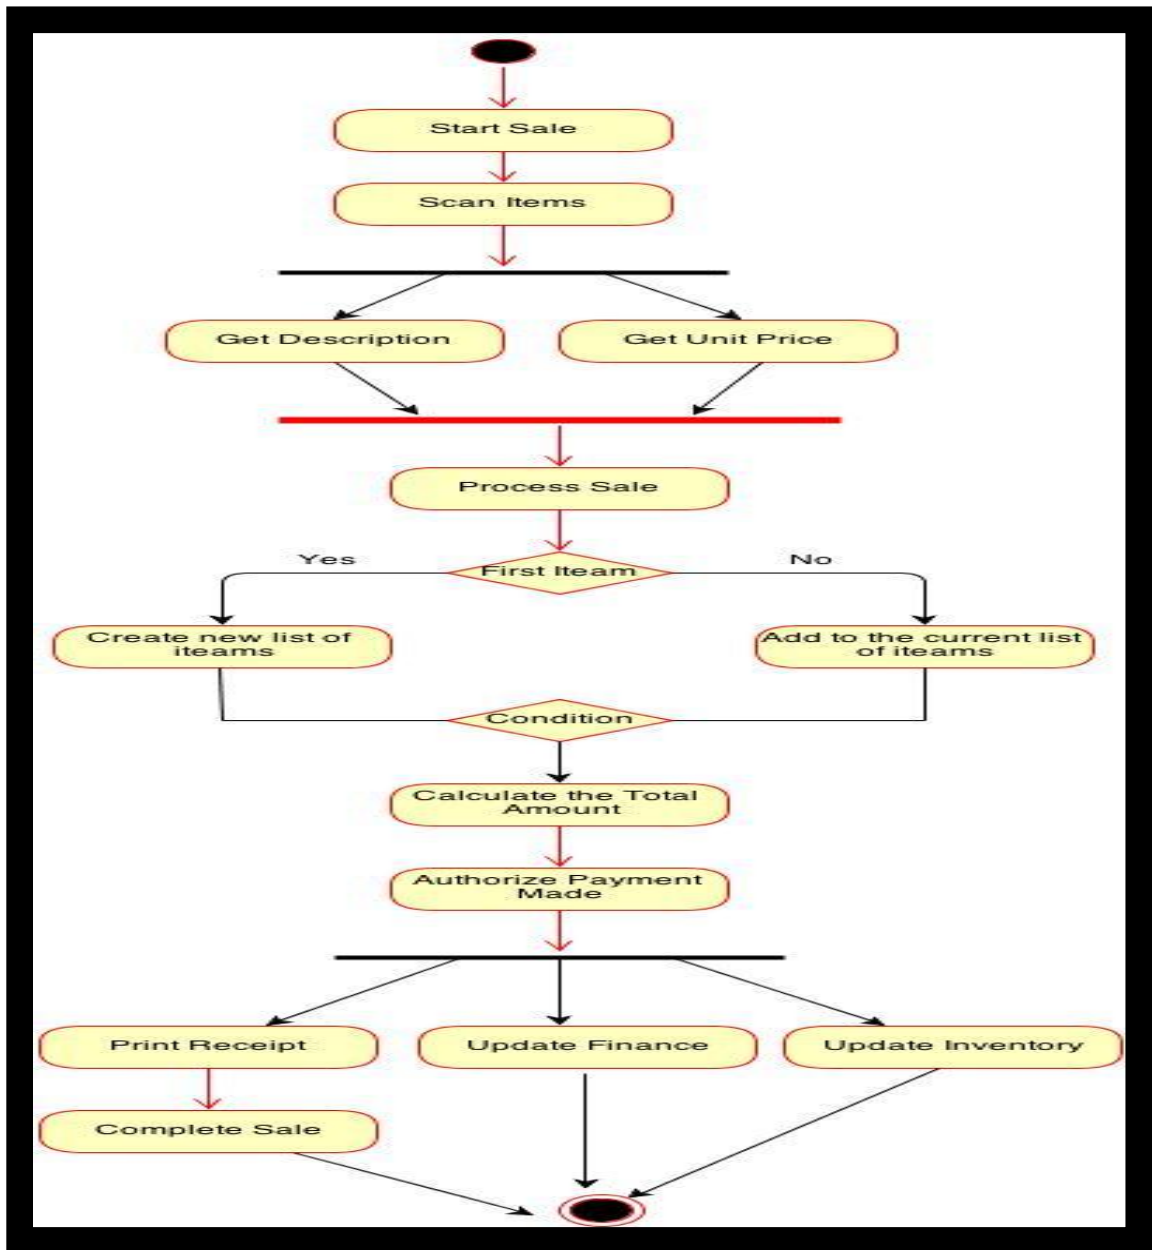 Start Sale
Scan Items
Get Description
Get Unit Price
Process Sale
Yes
First Iteam
No
Create new list of
iteams
Add to the current list
of iteams
Condition
Calculate the Total
Amount
Authorize Payment
Made
Print Receipt
Update Finance
Update Inventory
Complete Sale